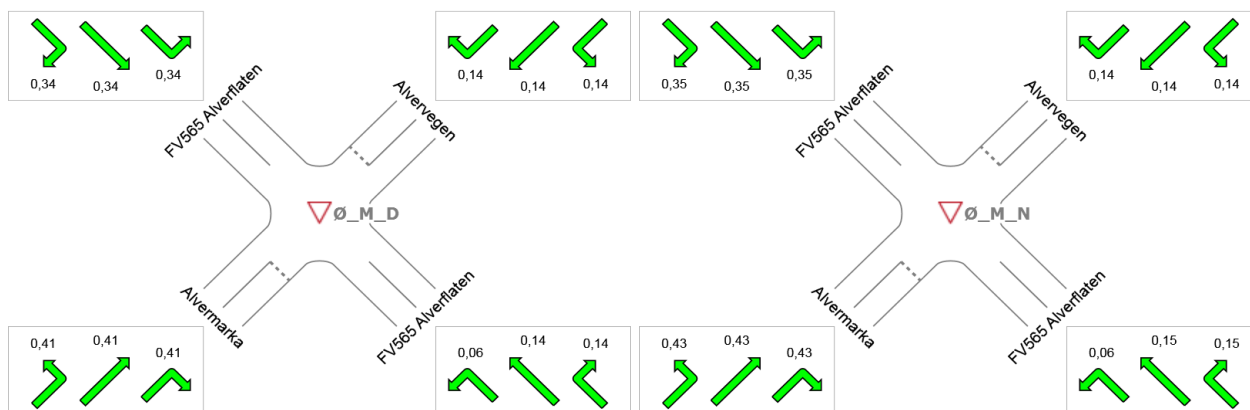 0,34 0,34 0,34
0,14 0,14 0,14
FV565 Alverflaten
Alvervegen
Ø_M_D
Alvermarka
FV565 Alverflaten
0,41 0,41 0,41
0,06 0,14 0,14
0,35 0,35 0,35
0,14 0,14 0,14
FV565 Alverflaten
Alvervegen
Ø_M_N
Alvermarka
FV565 Alverflaten
0,43 0,43 0,43
0,06 0,15 0,15